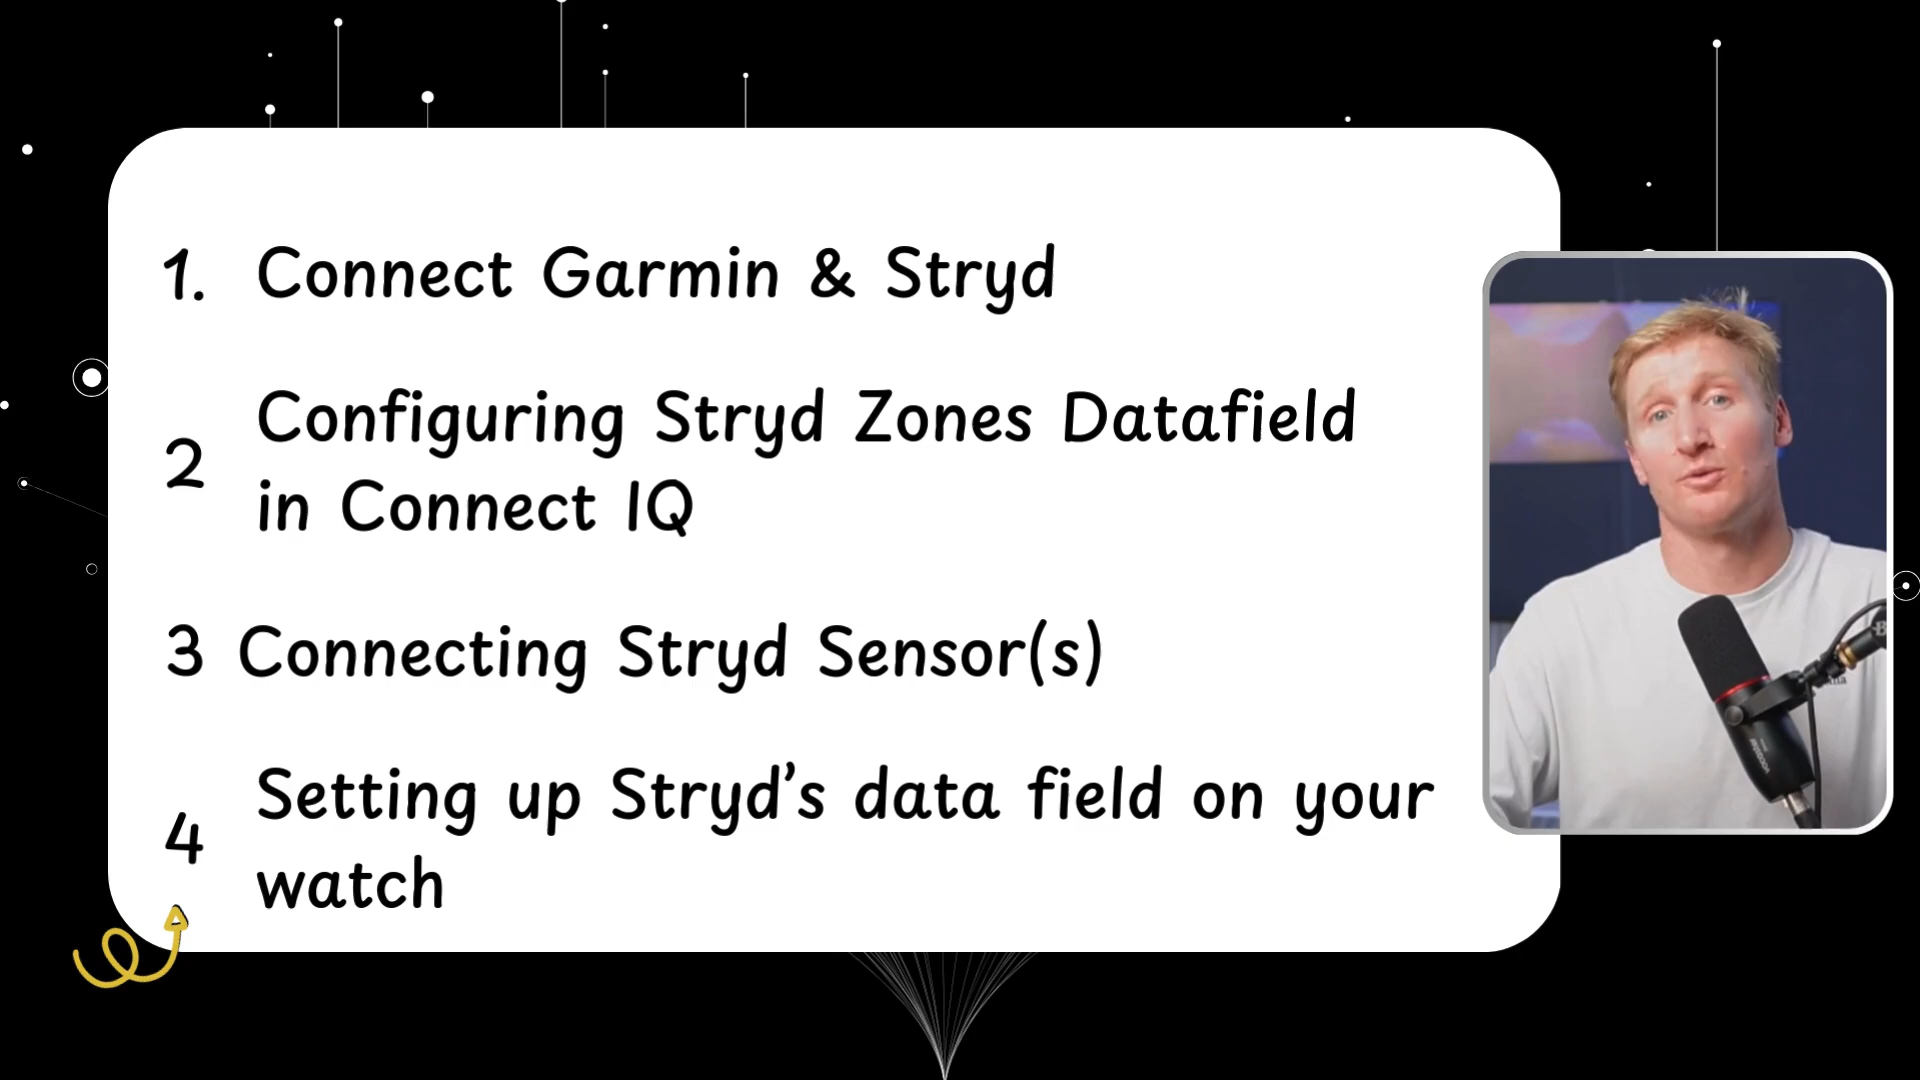 1. Connect Garmin & Stryd
2 Configuring Stryd Zones Datafield
in Connect IQ
3 Connecting Stryd Sensor(s)
4 Setting up Stryd’s data field on your
watch